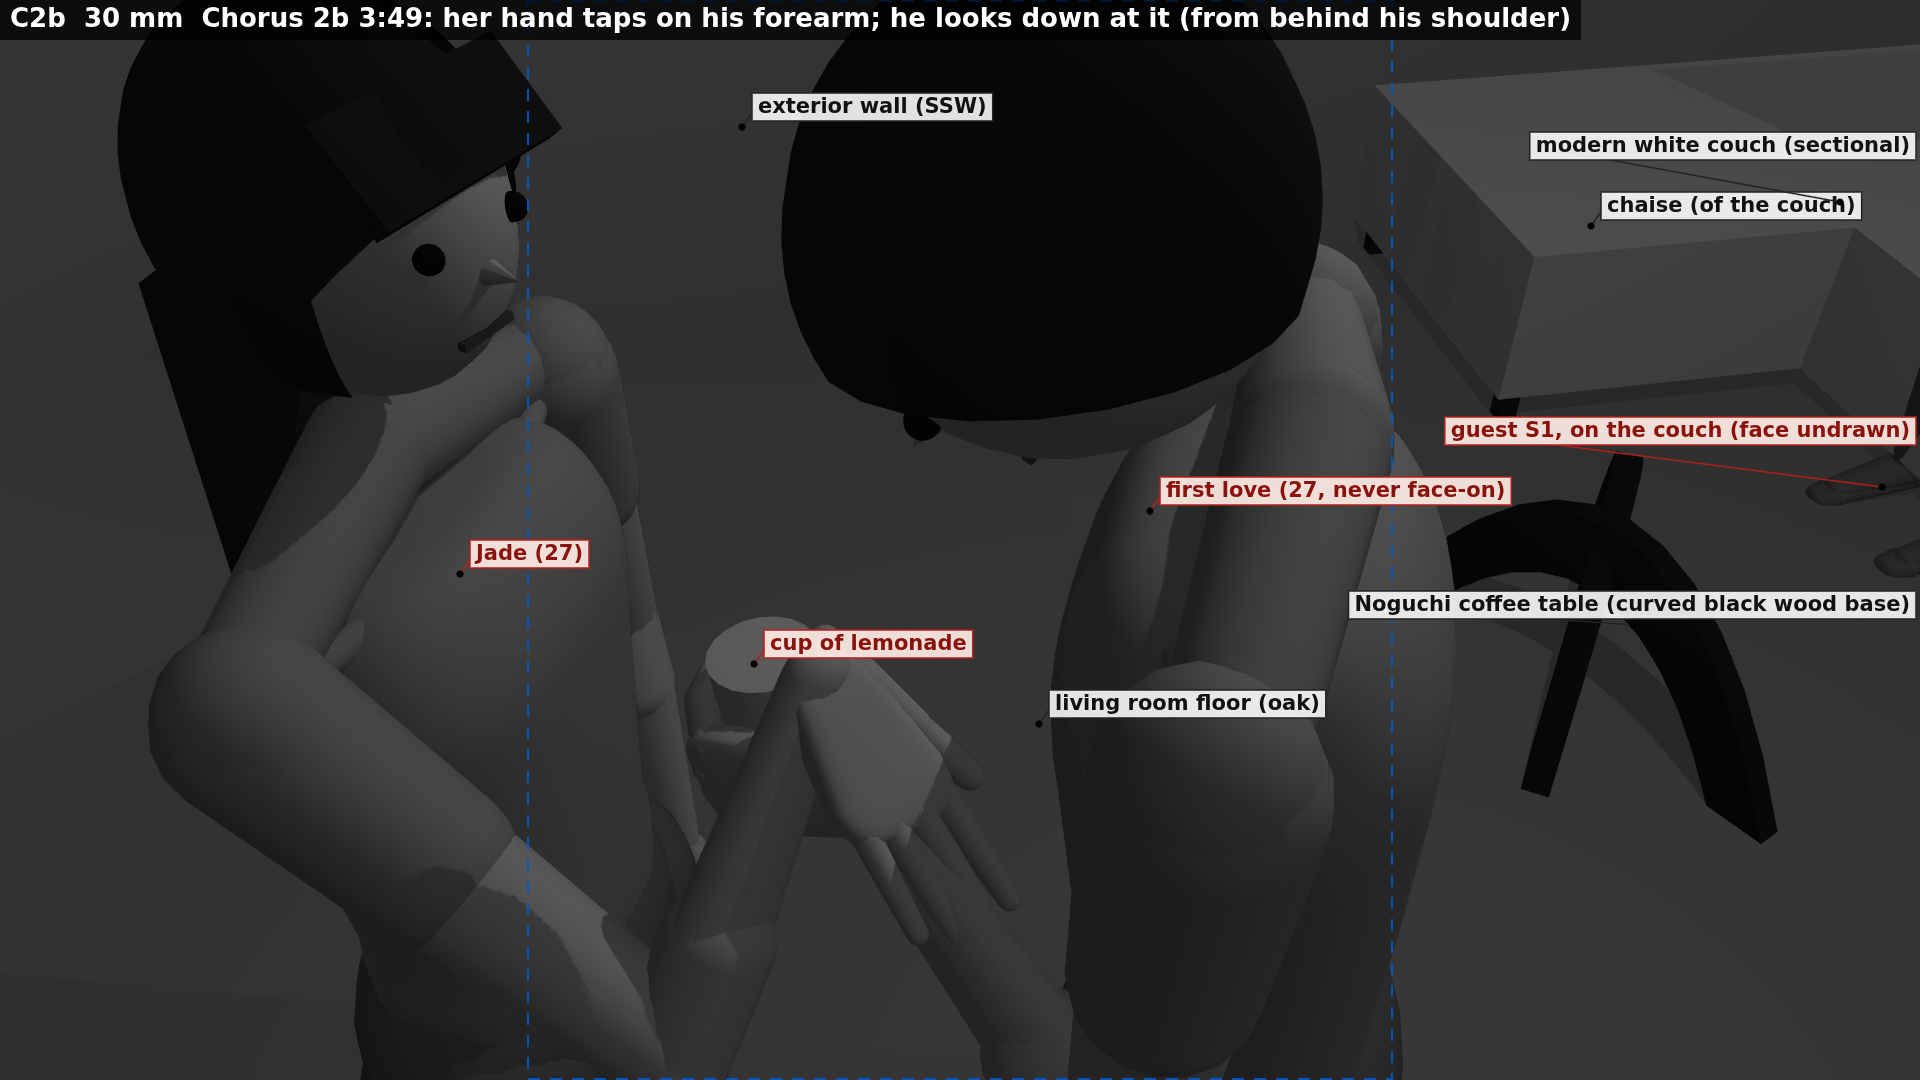 C2b 30 mm Chorus 2b 3:49: her hand taps on his forearm; he looks down at it (from behind his shoulder)
exterior wall (SSW)
modern white couch (sectional)
chaise (of the couch)
guest S1, on the couch (face undrawn)
first love (27, never face-on)
Jade (27)
Noguchi coffee table (curved black wood base)
cup of lemonade
living room floor (oak)